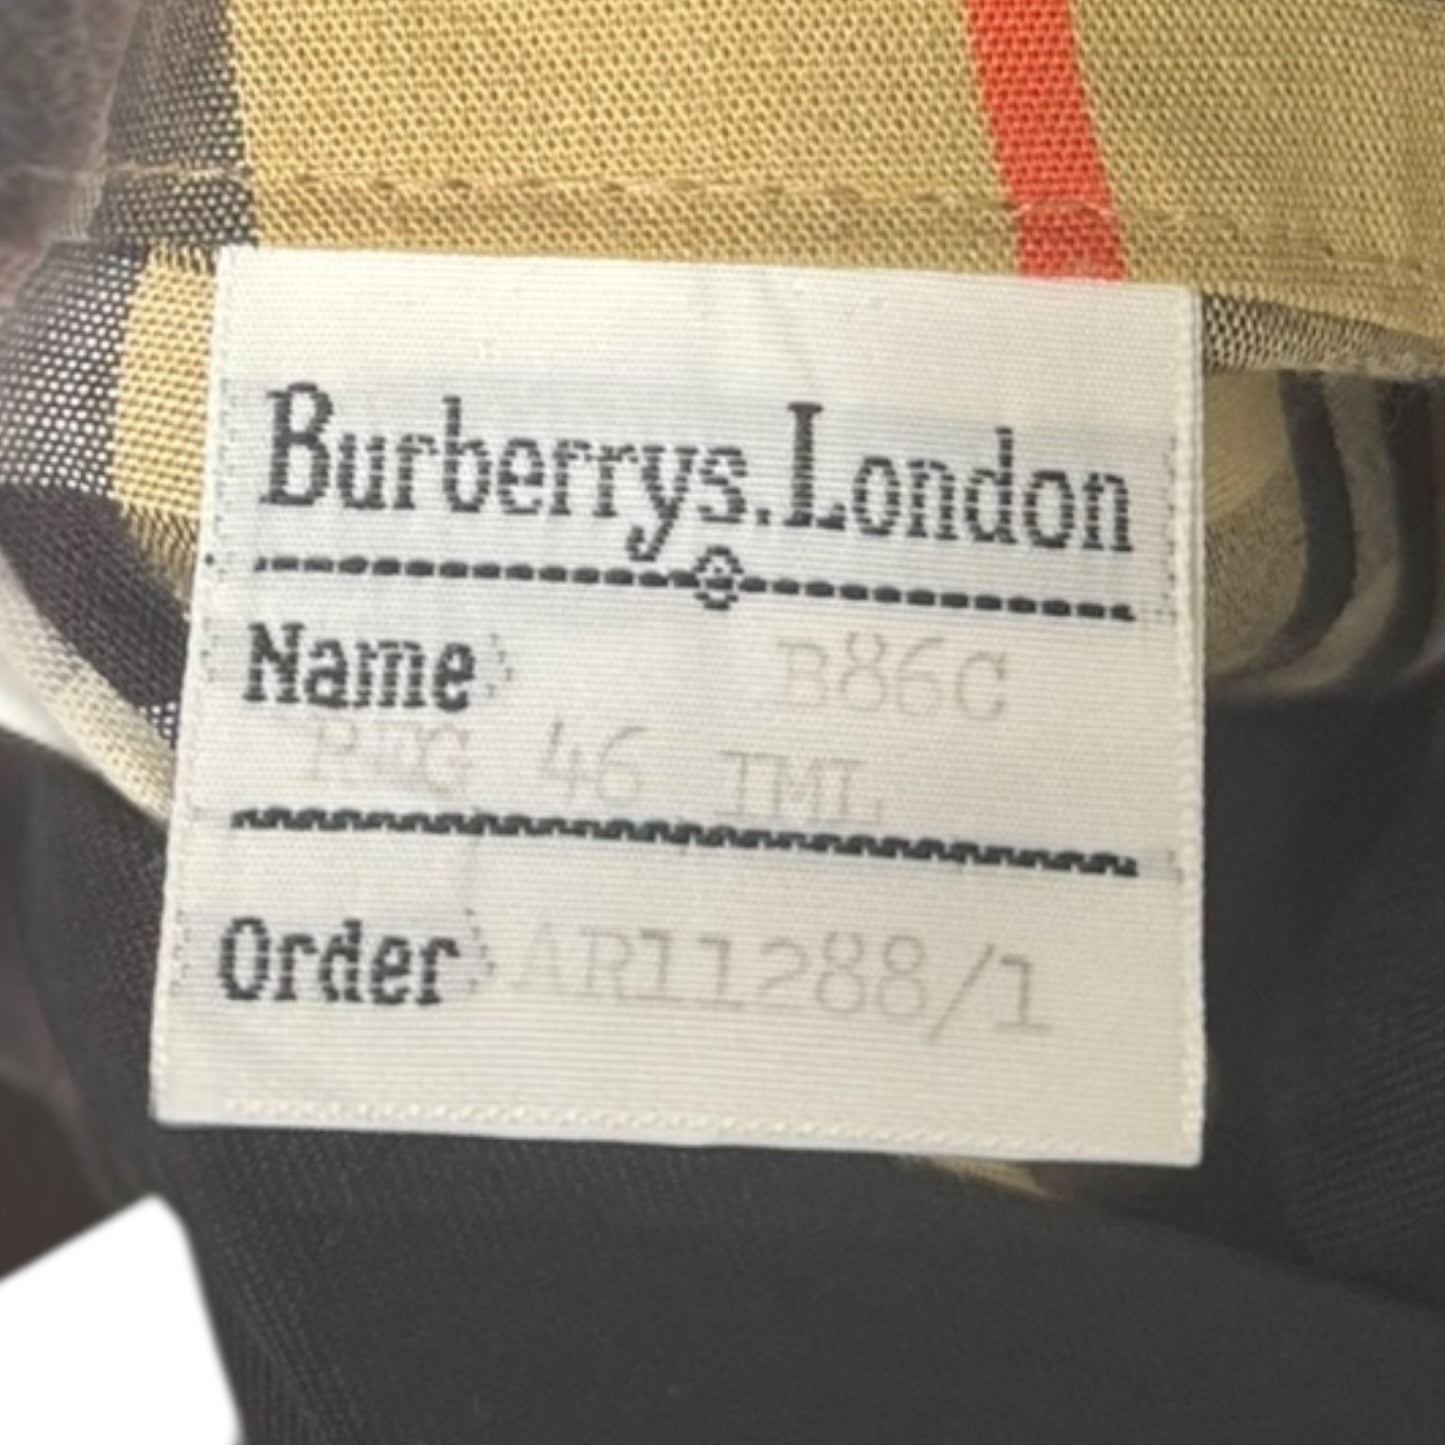 Burberrys.London
Name B86C
REG 46 IML
Order AR11288/1